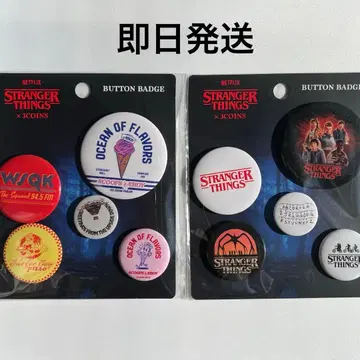 即日発送
NETFLIX
STRANGER
THINGS
× 3COINS
BUTTON BADGE
OCEAN OF FLAVORS
SCOOPS AHOY
WSQK
The Squawk 94.5 FM
OCEAN OF FLAVORS
SCOOPS AHOY
NETFLIX
STRANGER
THINGS
× 3COINS
BUTTON BADGE
STRANGER
THINGS
STRANGER
THINGS
STRANGER
THINGS
STRANGER
THINGS